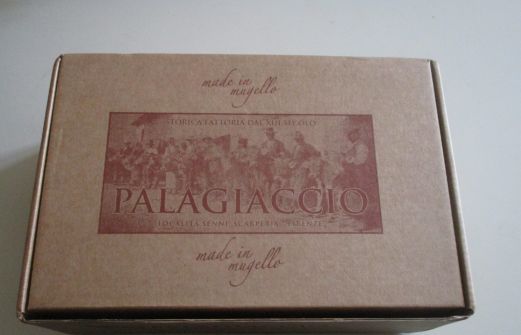 made in
mugello
STORICA FATTORIA DAL XIII SECOLO
PALAGIACCIO
LOCALITÀ SENNI, SCARPERIA - FIRENZE
made in
mugello